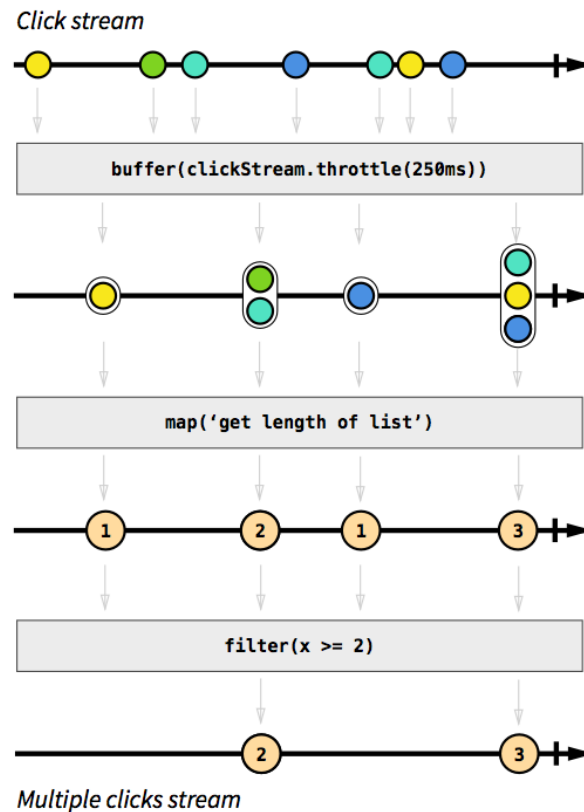 Click stream
buffer(clickStream.throttle(250ms))
map(‘get length of list’)
1 2 1 3
filter(x >= 2)
2 3
Multiple clicks stream